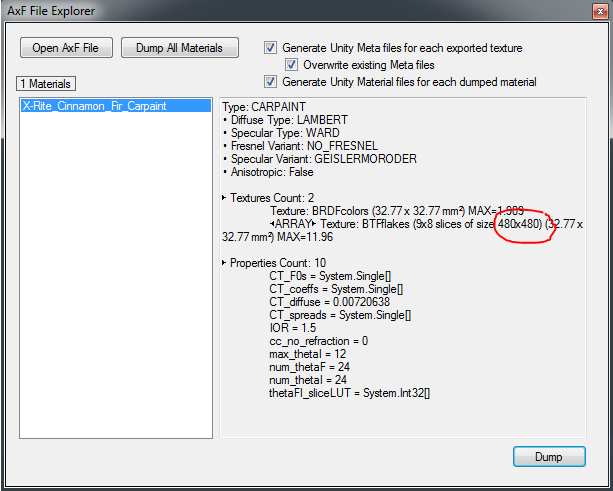 AxF File Explorer
Open AxF File
Dump All Materials
Generate Unity Meta files for each exported texture
Overwrite existing Meta files
Generate Unity Material files for each dumped material
1 Materials
X-Rite_Cinnamon_Fir_Carpaint
Type: CARPAINT
• Diffuse Type: LAMBERT
• Specular Type: WARD
• Fresnel Variant: NO_FRESNEL
• Specular Variant: GEISLERMORODER
• Anisotropic: False
▸ Textures Count: 2
Texture: BRDFcolors (32.77 x 32.77 mm²) MAX=1.989
◂ARRAY▸ Texture: BTFflakes (9x8 slices of size 480x480) (32.77 x
32.77 mm²) MAX=11.96
▸ Properties Count: 10
CT_F0s = System.Single[]
CT_coeffs = System.Single[]
CT_diffuse = 0.00720638
CT_spreads = System.Single[]
IOR = 1.5
cc_no_refraction = 0
max_thetaI = 12
num_thetaF = 24
num_thetaI = 24
thetaFI_sliceLUT = System.Int32[]
Dump